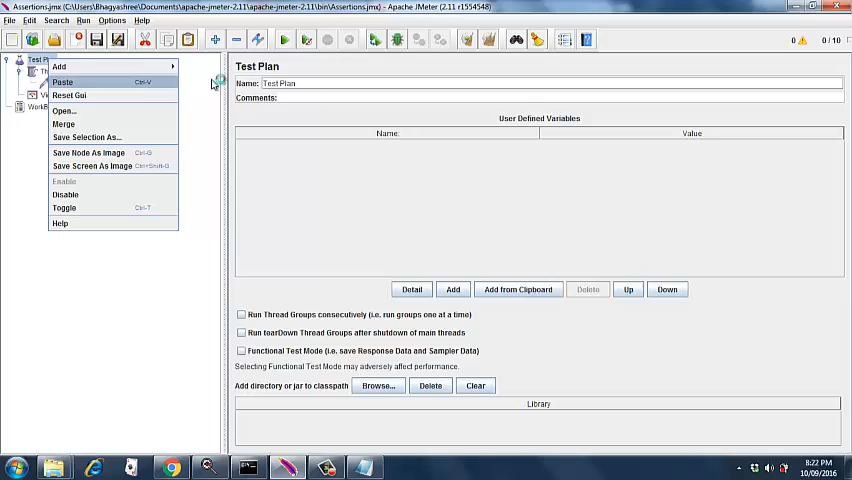 Assertions.jmx (C:\Users\Bhagyashree\Documents\apache-jmeter-2.11\apache-jmeter-2.11\bin\Assertions.jmx) - Apache JMeter (2.11 r1554548)
File Edit Search Run Options Help
0 0 / 10
Test Plan
Name: Test Plan
Comments:
User Defined Variables
Name: Value
Add
Paste Ctrl-V
Reset Gui
Open...
Merge
Save Selection As...
Save Node As Image Ctrl-G
Save Screen As Image Ctrl+Shift-G
Enable
Disable
Toggle Ctrl-T
Help
Detail Add Add from Clipboard Delete Up Down
Run Thread Groups consecutively (i.e. run groups one at a time)
Run tearDown Thread Groups after shutdown of main threads
Functional Test Mode (i.e. save Response Data and Sampler Data)
Selecting Functional Test Mode may adversely affect performance.
Add directory or jar to classpath Browse... Delete Clear
Library
8:22 PM
10/09/2016